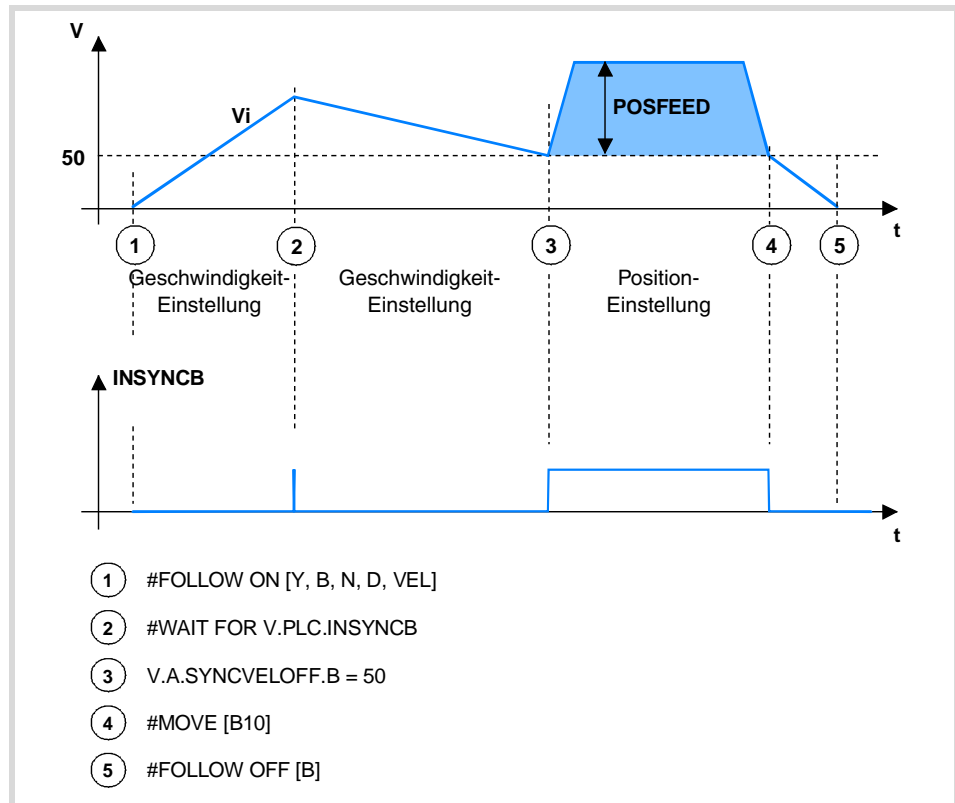 V
Vi
POSFEED
50
t
1
2
3
4
5
Geschwindigkeit-
Einstellung
Geschwindigkeit-
Einstellung
Position-
Einstellung
INSYNCB
t
1 #FOLLOW ON [Y, B, N, D, VEL]
2 #WAIT FOR V.PLC.INSYNCB
3 V.A.SYNCVELOFF.B = 50
4 #MOVE [B10]
5 #FOLLOW OFF [B]